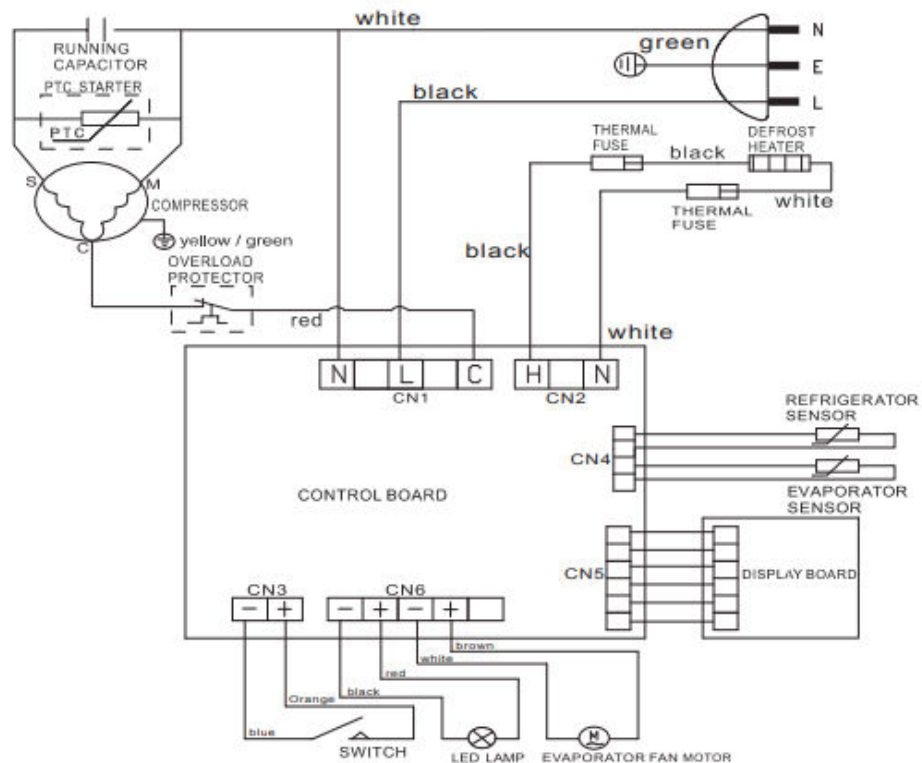 white
N
RUNNING
CAPACITOR
green
E
PTC STARTER
black
L
PTC
THERMAL
FUSE
black
DEFROST
HEATER
S
M
COMPRESSOR
THERMAL
FUSE
white
C
yellow / green
black
OVERLOAD
PROTECTOR
red
white
N L C
H N
CN1
CN2
REFRIGERATOR
SENSOR
CN4
EVAPORATOR
SENSOR
CONTROL BOARD
CN5
DISPLAY BOARD
CN3
CN6
− +
− + − +
brown
white
red
black
Orange
blue
SWITCH
LED LAMP
M
EVAPORATOR FAN MOTOR